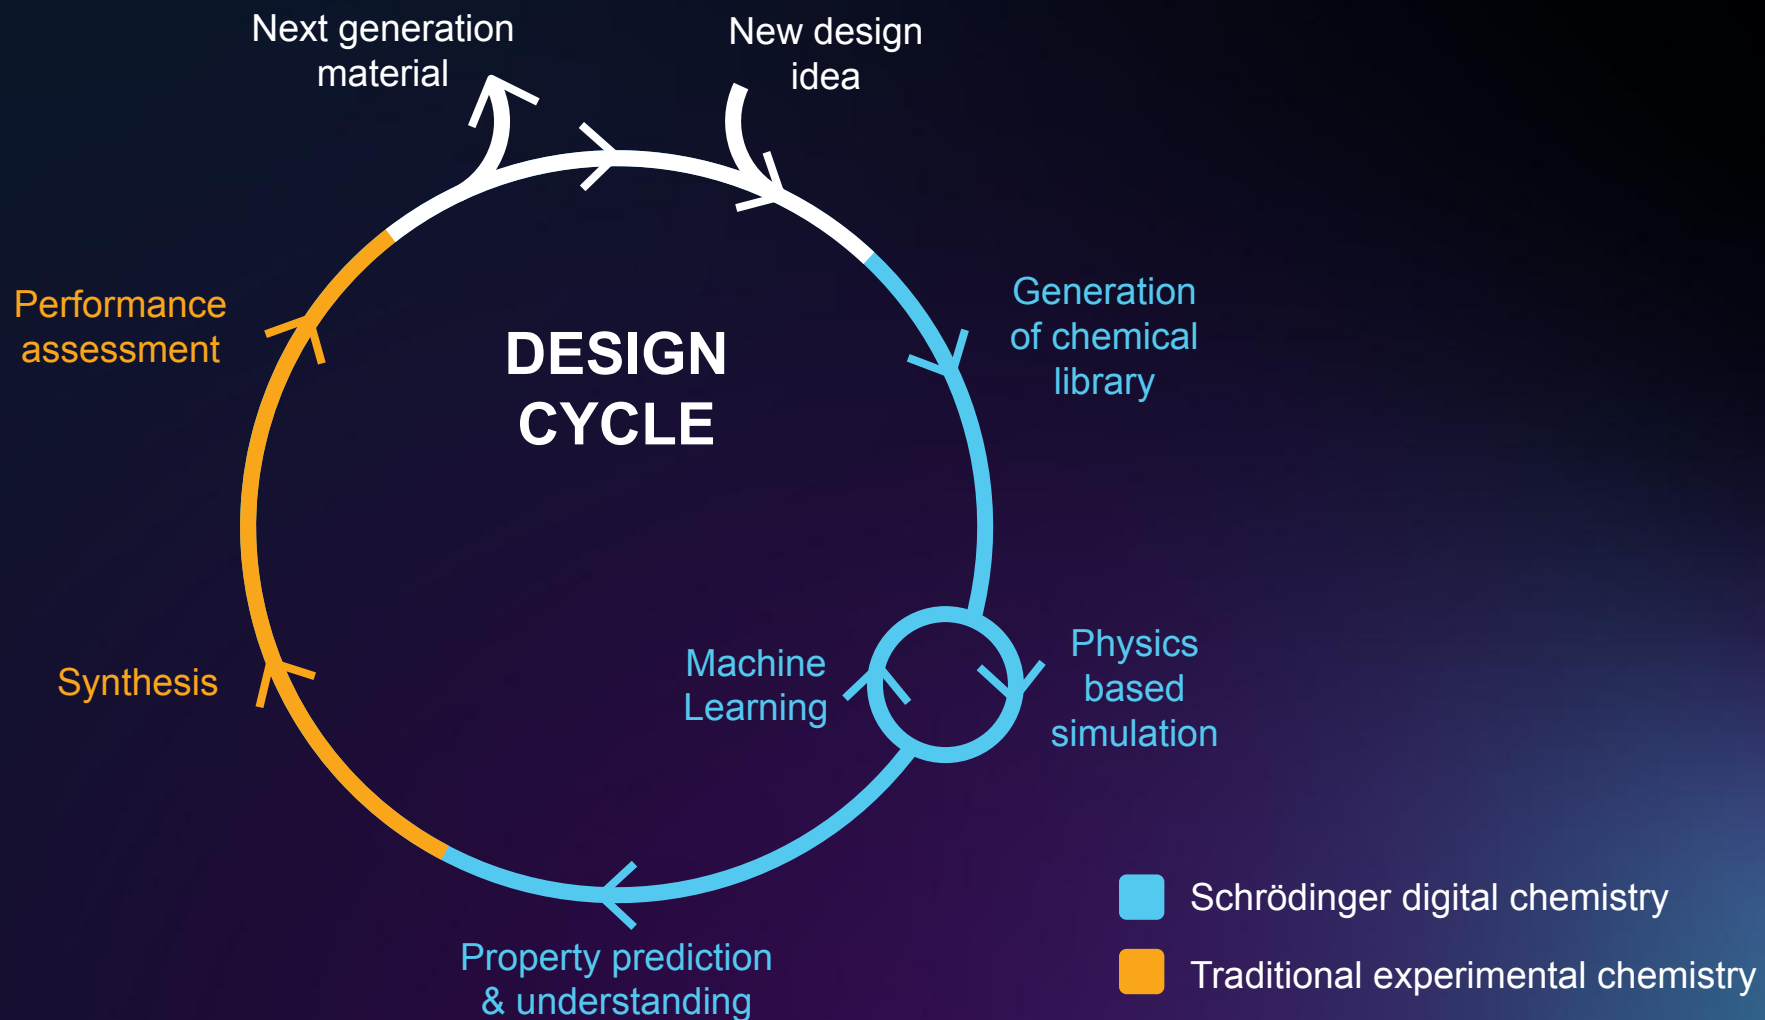 Next generation
material
New design
idea
Performance
assessment
DESIGN
CYCLE
Generation
of chemical
library
Synthesis
Machine
Learning
Physics
based
simulation
Property prediction
& understanding
Schrödinger digital chemistry
Traditional experimental chemistry